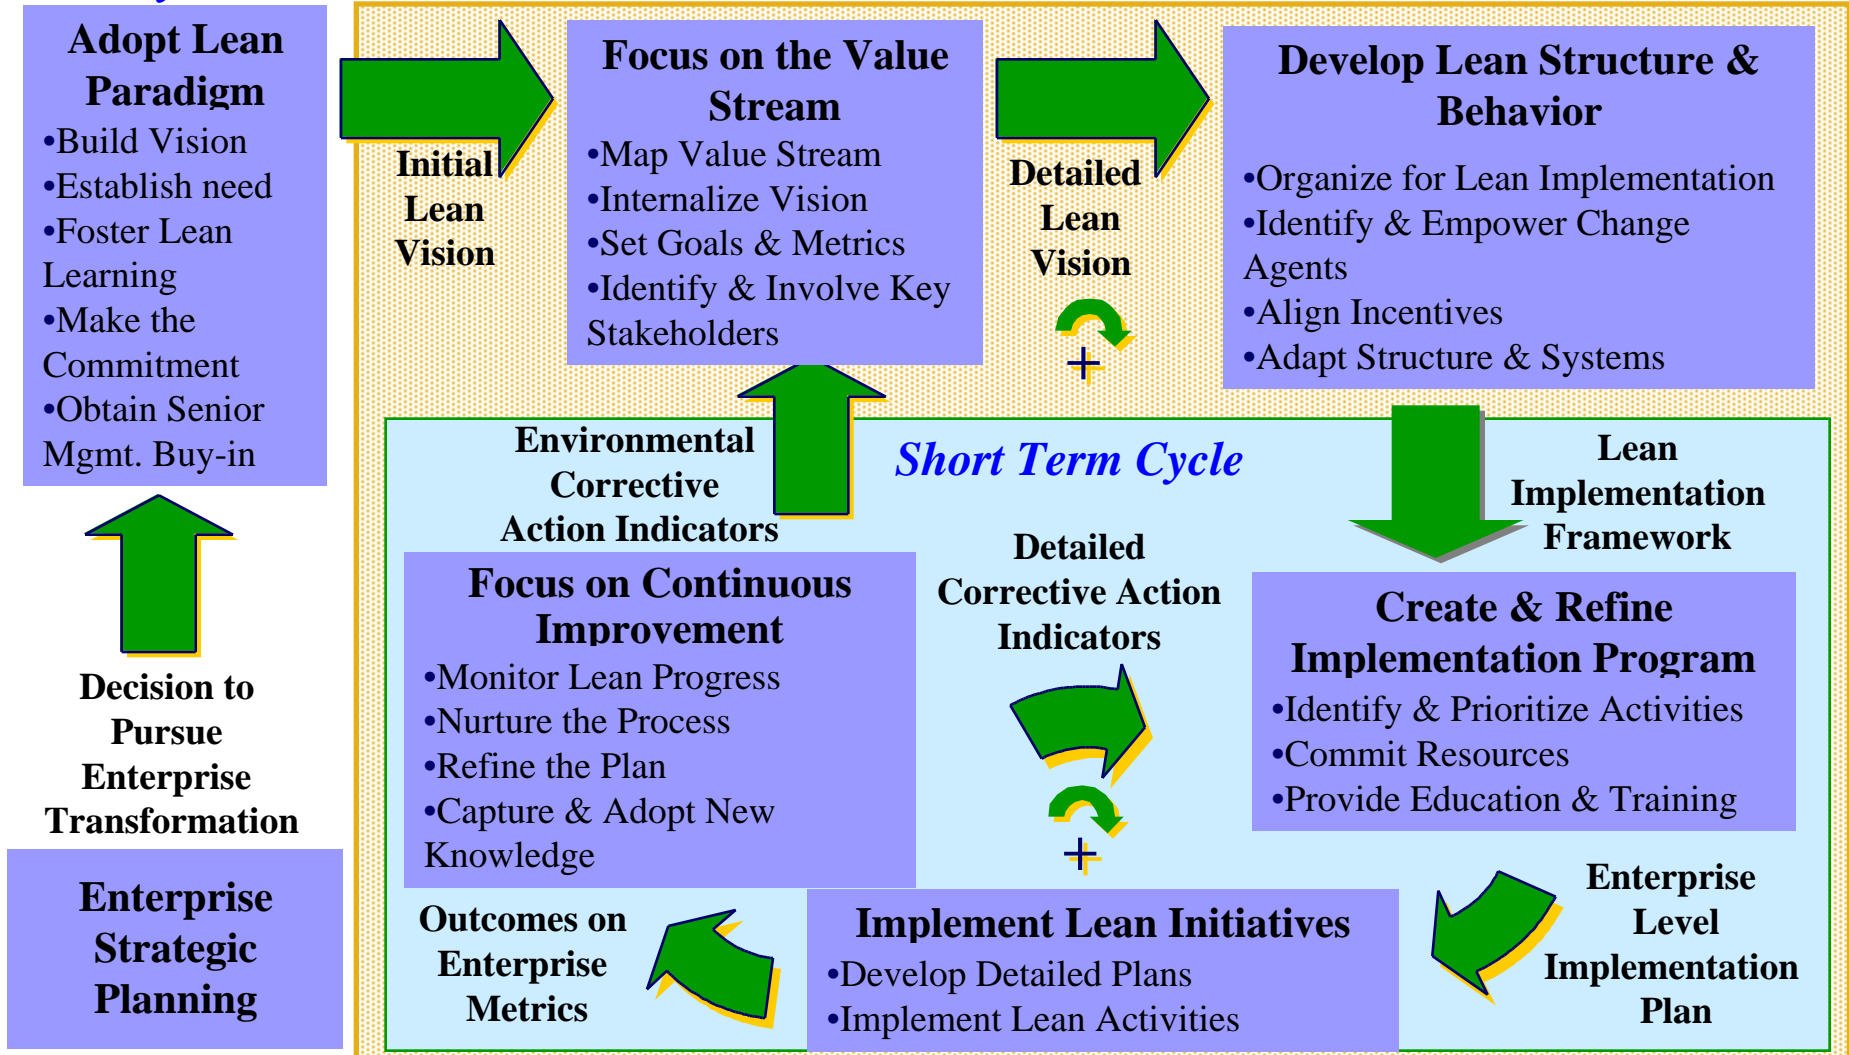 Adopt Lean
Paradigm
•Build Vision
•Establish need
•Foster Lean
Learning
•Make the
Commitment
•Obtain Senior
Mgmt. Buy-in
Decision to
Pursue
Enterprise
Transformation
Enterprise
Strategic
Planning
Initial
Lean
Vision
Focus on the Value
Stream
•Map Value Stream
•Internalize Vision
•Set Goals & Metrics
•Identify & Involve Key
Stakeholders
Detailed
Lean
Vision
+
Develop Lean Structure &
Behavior
•Organize for Lean Implementation
•Identify & Empower Change
Agents
•Align Incentives
•Adapt Structure & Systems
Short Term Cycle
Lean
Implementation
Framework
Environmental
Corrective
Action Indicators
Detailed
Corrective Action
Indicators
+
Create & Refine
Implementation Program
•Identify & Prioritize Activities
•Commit Resources
•Provide Education & Training
Enterprise
Level
Implementation
Plan
Implement Lean Initiatives
•Develop Detailed Plans
•Implement Lean Activities
Outcomes on
Enterprise
Metrics
Focus on Continuous
Improvement
•Monitor Lean Progress
•Nurture the Process
•Refine the Plan
•Capture & Adopt New
Knowledge